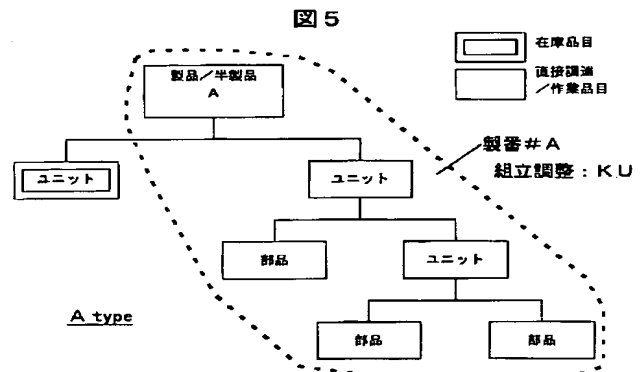 図5
在庫品目
直接調達
/作業品目
製品/半製品
A
製番#A
組立調整:KU
ユニット
ユニット
部品
ユニット
A type
部品
部品